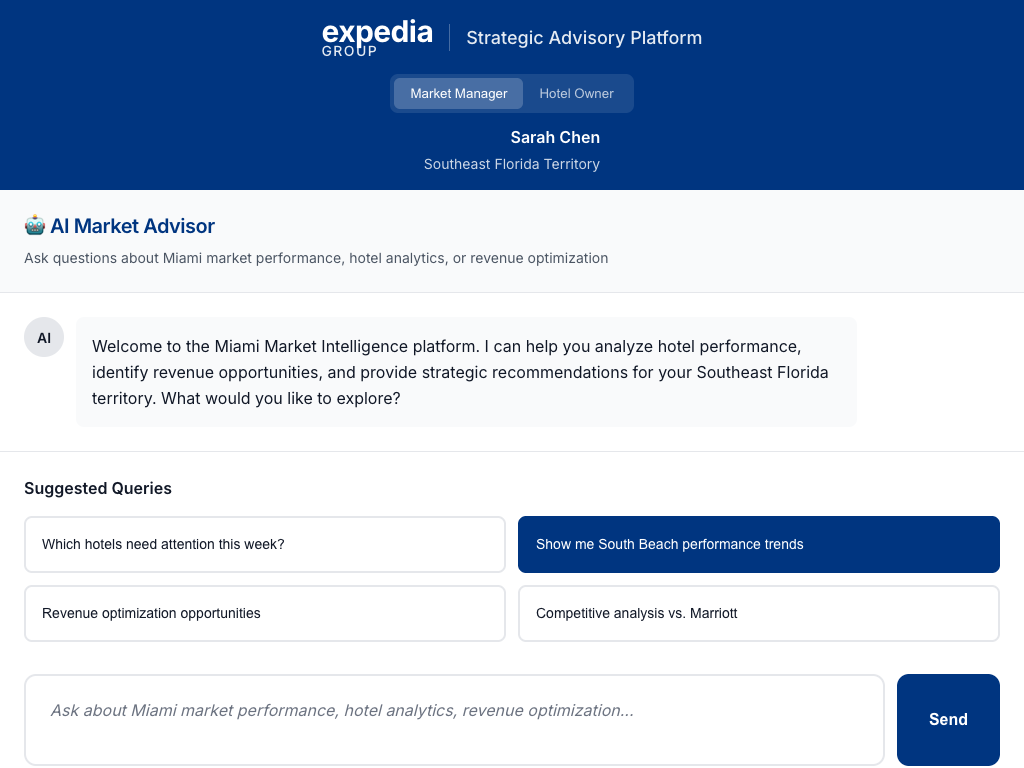 expedia
GROUP
Strategic Advisory Platform
Market Manager
Hotel Owner
Sarah Chen
Southeast Florida Territory
AI Market Advisor
Ask questions about Miami market performance, hotel analytics, or revenue optimization
AI
Welcome to the Miami Market Intelligence platform. I can help you analyze hotel performance,
identify revenue opportunities, and provide strategic recommendations for your Southeast Florida
territory. What would you like to explore?
Suggested Queries
Which hotels need attention this week?
Show me South Beach performance trends
Revenue optimization opportunities
Competitive analysis vs. Marriott
Ask about Miami market performance, hotel analytics, revenue optimization...
Send